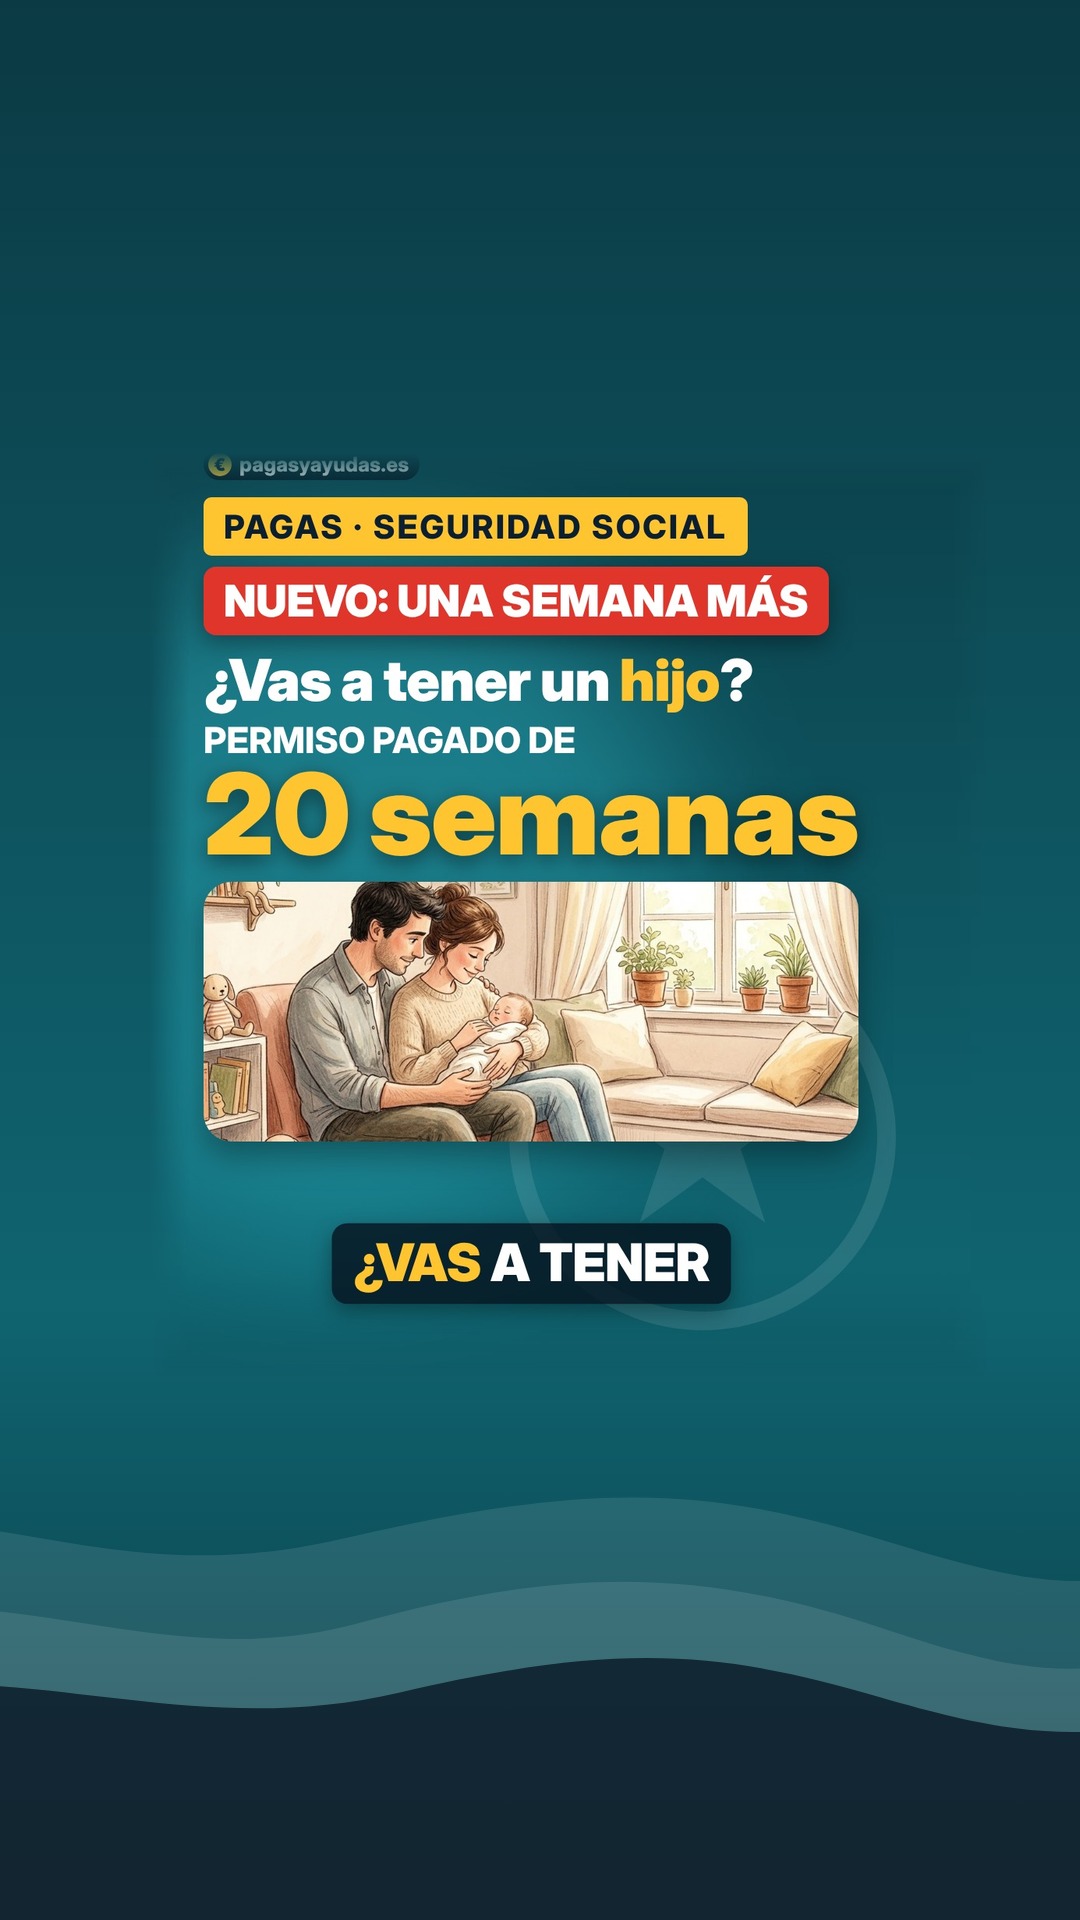 pagasyayudas.es
PAGAS · SEGURIDAD SOCIAL
NUEVO: UNA SEMANA MÁS
¿Vas a tener un hijo?
PERMISO PAGADO DE
20 semanas
¿VAS A TENER